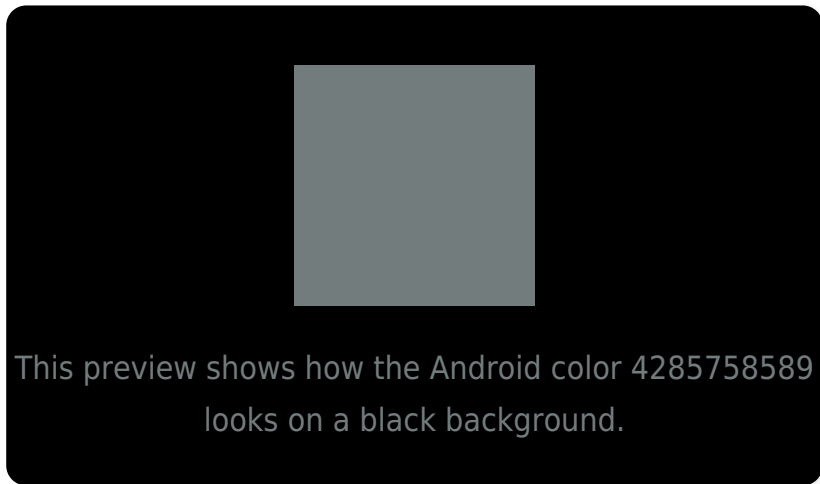 This preview shows how the Android color 4285758589
looks on a black background.